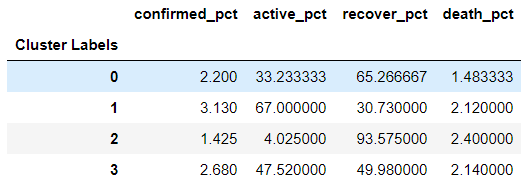 confirmed_pct active_pct recover_pct death_pct
Cluster Labels
0 2.200 33.233333 65.266667 1.483333
1 3.130 67.000000 30.730000 2.120000
2 1.425 4.025000 93.575000 2.400000
3 2.680 47.520000 49.980000 2.140000